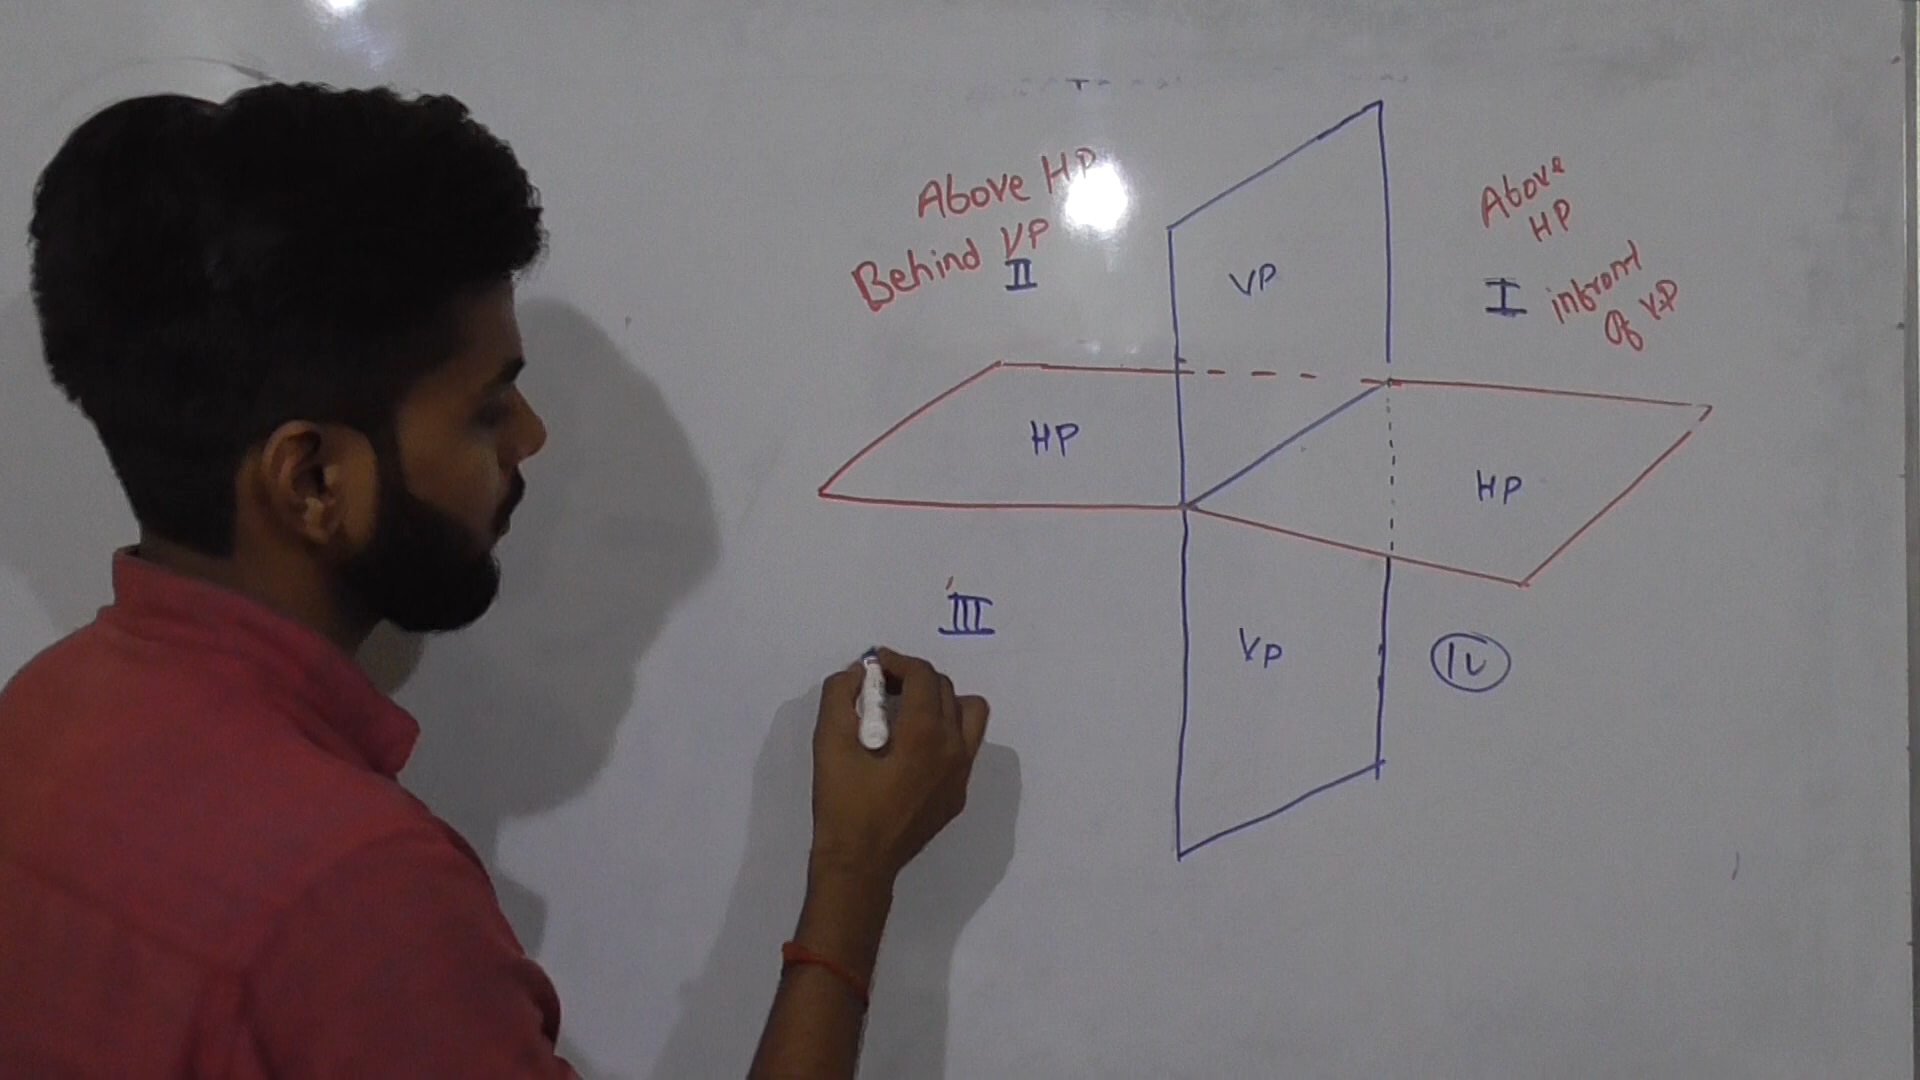 Above HP
Behind VP
II
VP
Above
HP
I
infront
of VP
HP
HP
III
VP
IV